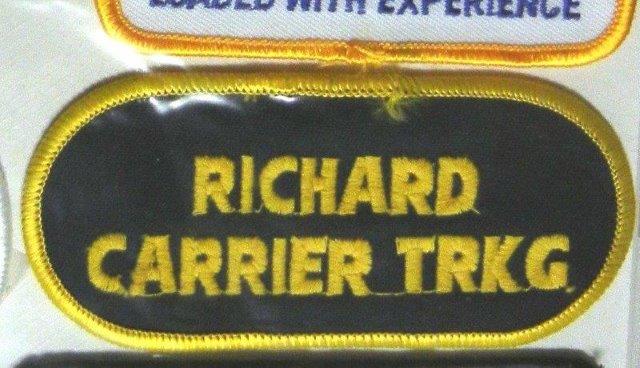 LOADED WITH EXPERIENCE
RICHARD
CARRIER TRKG.